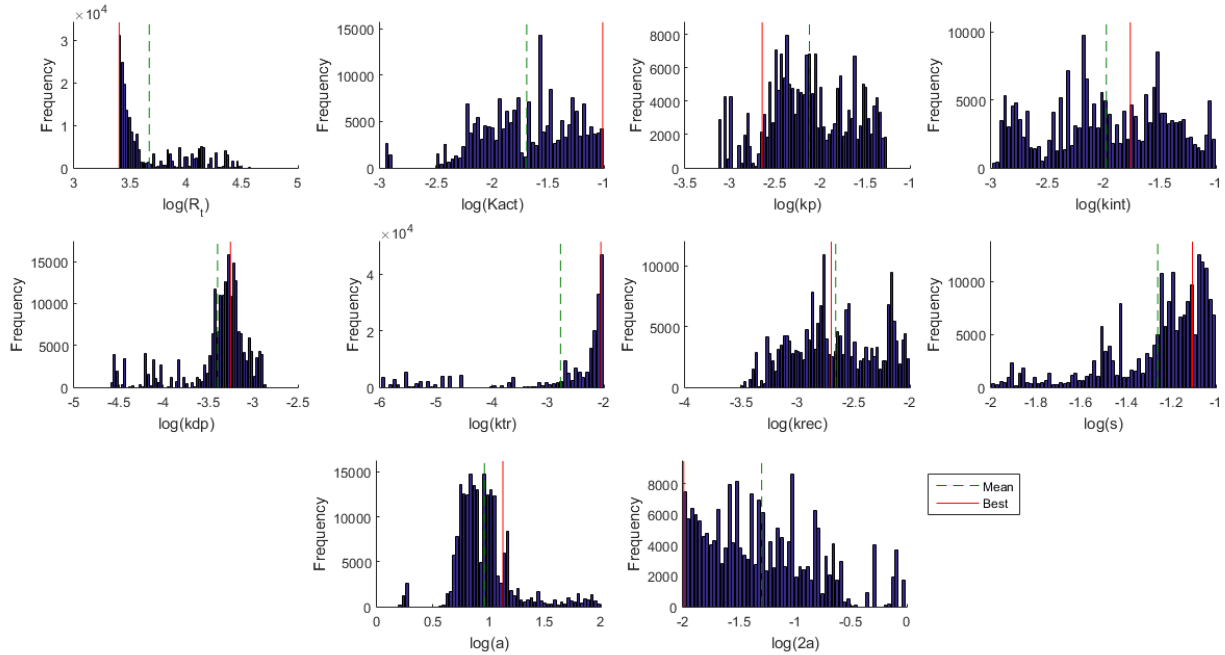 ×10^4
Frequency
3
2
1
0
3 3.5 4 4.5 5
log(R_t)
Frequency
15000
10000
5000
0
-3 -2.5 -2 -1.5 -1
log(Kact)
Frequency
8000
6000
4000
2000
0
-3.5 -3 -2.5 -2 -1.5 -1
log(kp)
Frequency
15000
10000
5000
0
-3 -2.5 -2 -1.5 -1
log(kint)
Frequency
15000
10000
5000
0
-5 -4.5 -4 -3.5 -3 -2.5
log(kdp)
×10^4
Frequency
4
2
0
-6 -5 -4 -3 -2
log(ktr)
Frequency
10000
5000
0
-4 -3.5 -3 -2.5 -2
log(krec)
Frequency
10000
5000
0
-2 -1.8 -1.6 -1.4 -1.2 -1
log(s)
Frequency
15000
10000
5000
0
0 0.5 1 1.5 2
log(a)
Frequency
8000
6000
4000
2000
0
-2 -1.5 -1 -0.5 0
log(2a)
Mean
Best